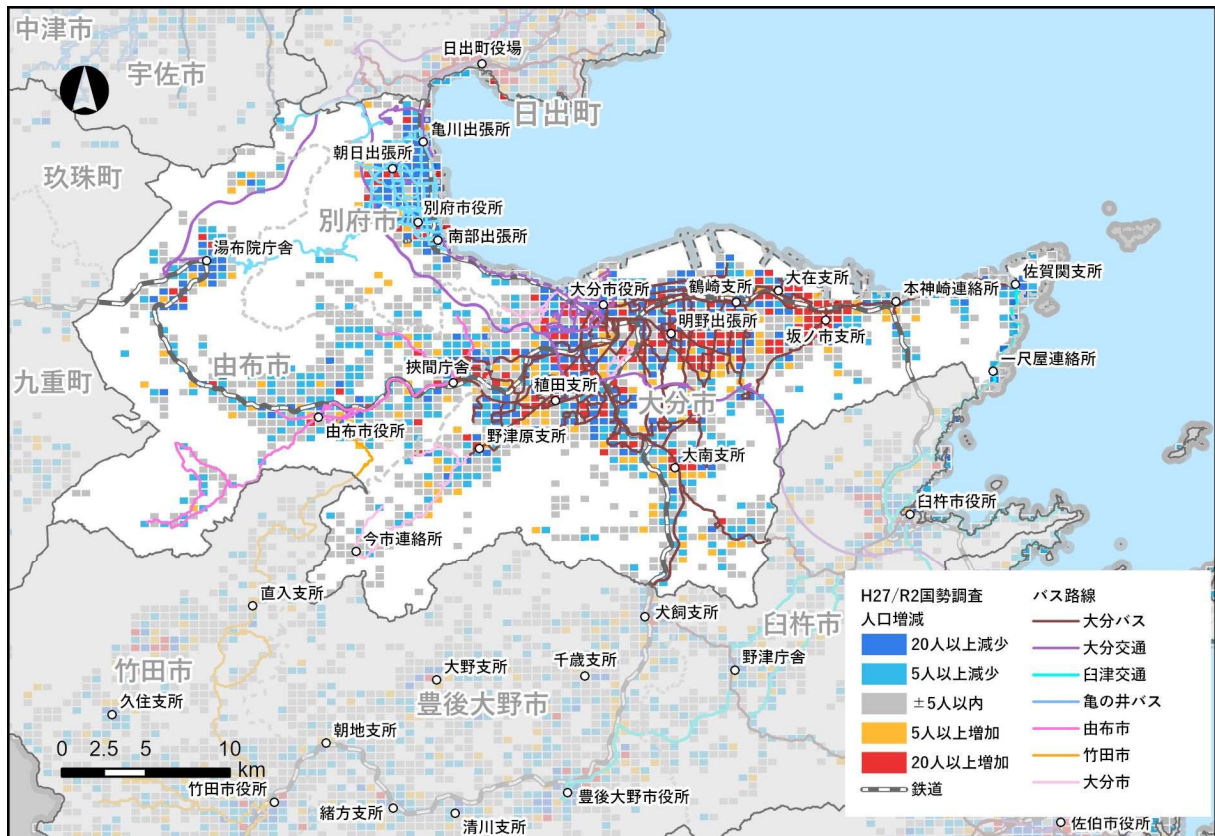 中津市
宇佐市
日出町役場
日出町
玖珠町
亀川出張所
朝日出張所
別府市
別府市役所
南部出張所
湯布院庁舎
大分市役所
鶴崎支所
大在支所
本神崎連絡所
佐賀関支所
明野出張所
坂ノ市支所
一尺屋連絡所
九重町
由布市
挾間庁舎
植田支所
大分市
由布市役所
野津原支所
大南支所
臼杵市役所
今市連絡所
直入支所
犬飼支所
臼杵市
竹田市
大野支所
千歳支所
野津庁舎
久住支所
豊後大野市
朝地支所
0 2.5 5 10
km
竹田市役所
緒方支所
清川支所
豊後大野市役所
佐伯市役所
H27/R2国勢調査
人口増減
20人以上減少
5人以上減少
±5人以内
5人以上増加
20人以上増加
鉄道
バス路線
大分バス
大分交通
臼津交通
亀の井バス
由布市
竹田市
大分市